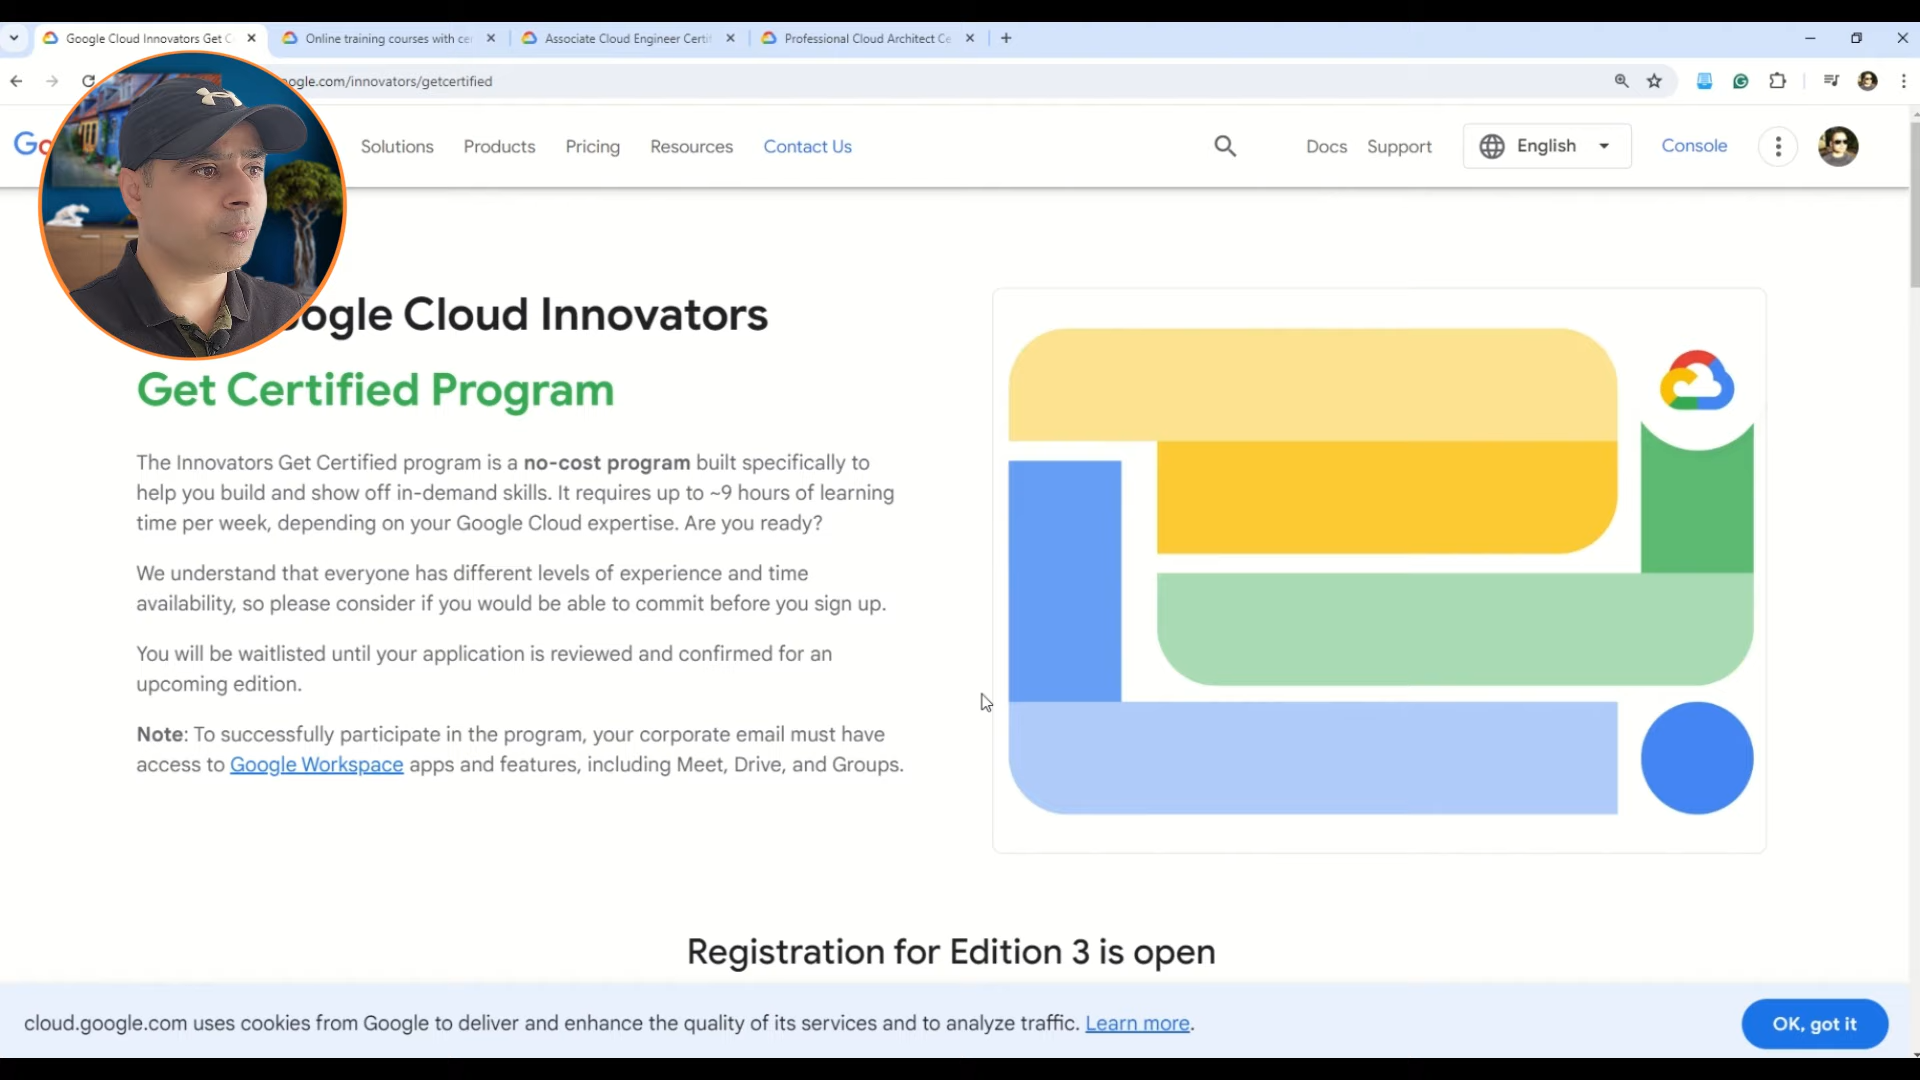 Google Cloud Innovators Get C
Online training courses with cer
Associate Cloud Engineer Certif
Professional Cloud Architect Ce
ogle.com/innovators/getcertified
Go
Solutions
Products
Pricing
Resources
Contact Us
Docs
Support
English
Console
oogle Cloud Innovators
Get Certified Program
The Innovators Get Certified program is a no-cost program built specifically to
help you build and show off in-demand skills. It requires up to ~9 hours of learning
time per week, depending on your Google Cloud expertise. Are you ready?
We understand that everyone has different levels of experience and time
availability, so please consider if you would be able to commit before you sign up.
You will be waitlisted until your application is reviewed and confirmed for an
upcoming edition.
Note: To successfully participate in the program, your corporate email must have
access to Google Workspace apps and features, including Meet, Drive, and Groups.
Registration for Edition 3 is open
cloud.google.com uses cookies from Google to deliver and enhance the quality of its services and to analyze traffic. Learn more.
OK, got it